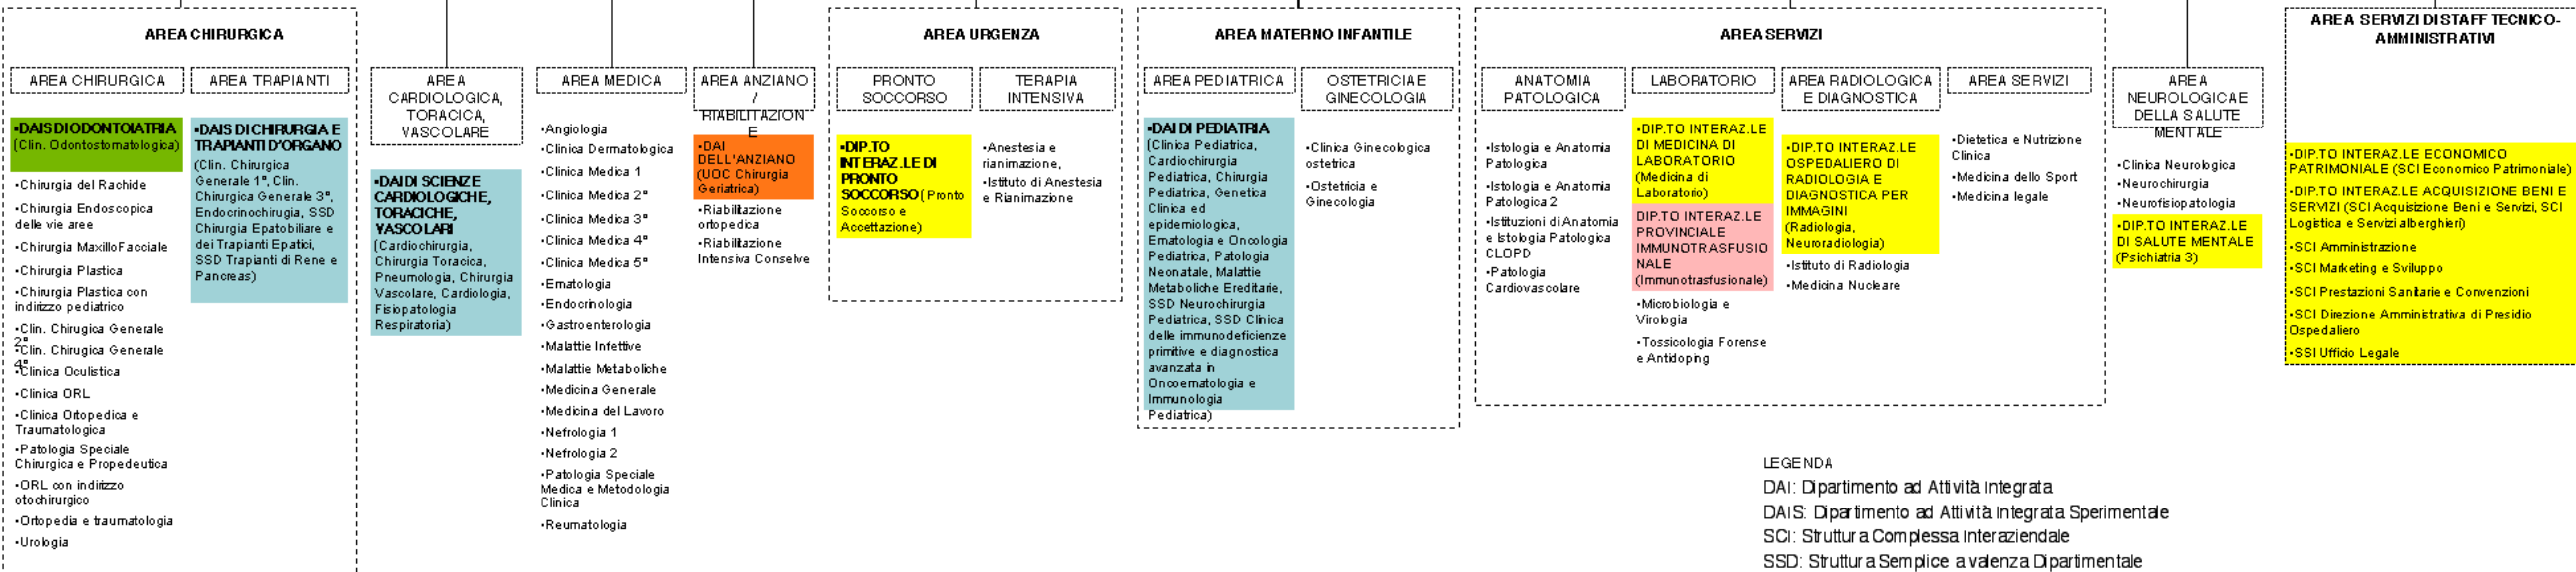 AREA CHIRURGICA
AREA CHIRURGICA
▪DAIS DI ODONTOIATRIA
(Clin. Odontostomatologica)
•Chirurgia del Rachide
•Chirurgia Endoscopica
delle vie aree
•Chirurgia MaxilloFacciale
•Chirurgia Plastica
•Chirurgia Plastica con
indirizzo pediatrico
•Clin. Chirugica Generale
2°
•Clin. Chirugica Generale
4°
•Clinica Oculistica
•Clinica ORL
•Clinica Ortopedica e
Traumatologica
•Patologia Speciale
Chirurgica e Propedeutica
•ORL con indirizzo
otochirurgico
•Ortopedia e traumatologia
•Urologia
AREA TRAPIANTI
▪DAIS DI CHIRURGIA E
TRAPIANTI D'ORGANO
(Clin. Chirurgica
Generale 1°, Clin.
Chirurgica Generale 3°,
Endocrinochirugia, SSD
Chirurgia Epatobiliare e
dei Trapianti Epatici,
SSD Trapianti di Rene e
Pancreas)
AREA
CARDIOLOGICA,
TORACICA,
VASCOLARE
▪DAI DI SCIENZE
CARDIOLOGICHE,
TORACICHE,
VASCOLARI
(Cardiochirurgia,
Chirurgia Toracica,
Pneumologia, Chirurgia
Vascolare, Cardiologia,
Fisiopatologia
Respiratoria)
AREA MEDICA
•Angiologia
•Clinica Dermatologica
•Clinica Medica 1
•Clinica Medica 2°
•Clinica Medica 3°
•Clinica Medica 4°
•Clinica Medica 5°
•Ematologia
•Endocrinologia
•Gastroenterologia
•Malattie Infettive
•Malattie Metaboliche
•Medicina Generale
•Medicina del Lavoro
•Nefrologia 1
•Nefrologia 2
•Patologia Speciale
Medica e Metodologia
Clinica
•Reumatologia
AREA ANZIANO
/
RIABILITAZION
E
•DAI
DELL'ANZIANO
(UOC Chirurgia
Geriatrica)
•Riabilitazione
ortopedica
•Riabilitazione
Intensiva Conselve
AREA URGENZA
PRONTO
SOCCORSO
▪DIP.TO
INTERAZ.LE DI
PRONTO
SOCCORSO (Pronto
Soccorso e
Accettazione)
TERAPIA
INTENSIVA
•Anestesia e
rianimazione,
•Istituto di Anestesia
e Rianimazione
AREA MATERNO INFANTILE
AREA PEDIATRICA
▪DAI DI PEDIATRIA
(Clinica Pediatrica,
Cardiochirurgia
Pediatrica, Chirurgia
Pediatrica, Genetica
Clinica ed
epidemiologica,
Ematologia e Oncologia
Pediatrica, Patologia
Neonatale, Malattie
Metaboliche Ereditarie,
SSD Neurochirurgia
Pediatrica, SSD Clinica
delle immunodeficienze
primitive e diagnostica
avanzata in
Oncoematologia e
Immunologia
Pediatrica)
OSTETRICIA E
GINECOLOGIA
•Clinica Ginecologica
ostetrica
•Ostetricia e
Ginecologia
AREA SERVIZI
ANATOMIA
PATOLOGICA
•Istologia e Anatomia
Patologica
•Istologia e Anatomia
Patologica 2
•Istituzioni di Anatomia
e Istologia Patologica
CLOPD
•Patologia
Cardiovascolare
LABORATORIO
•DIP.TO INTERAZ.LE
DI MEDICINA DI
LABORATORIO
(Medicina di
Laboratorio)
DIP.TO INTERAZ.LE
PROVINCIALE
IMMUNOTRASFUSIO
NALE
(Immunotrasfusionale)
•Microbiologia e
Virologia
•Tossicologia Forense
e Antidoping
AREA RADIOLOGICA
E DIAGNOSTICA
•DIP.TO INTERAZ.LE
OSPEDALIERO DI
RADIOLOGIA E
DIAGNOSTICA PER
IMMAGINI
(Radiologia,
Neuroradiologia)
•Istituto di Radiologia
•Medicina Nucleare
AREA SERVIZI
•Dietetica e Nutrizione
Clinica
•Medicina dello Sport
•Medicina legale
AREA
NEUROLOGICA E
DELLA SALUTE
MENTALE
•Clinica Neurologica
•Neurochirurgia
•Neurofisiopatologia
•DIP.TO INTERAZ.LE
DI SALUTE MENTALE
(Psichiatria 3)
AREA SERVIZI DI STAFF TECNICO-
AMMINISTRATIVI
•DIP.TO INTERAZ.LE ECONOMICO
PATRIMONIALE (SCI Economico Patrimoniale)
•DIP.TO INTERAZ.LE ACQUISIZIONE BENI E
SERVIZI (SCI Acquisizione Beni e Servizi, SCI
Logistica e Servizi alberghieri)
•SCI Amministrazione
•SCI Marketing e Sviluppo
•SCI Prestazioni Sanitarie e Convenzioni
•SCI Direzione Amministrativa di Presidio
Ospedaliero
•SSI Ufficio Legale
LEGENDA
DAI: Dipartimento ad Attività Integrata
DAIS: Dipartimento ad Attività Integrata Sperimentale
SCI: Struttura Complessa Interaziendale
SSD: Struttura Semplice a valenza Dipartimentale